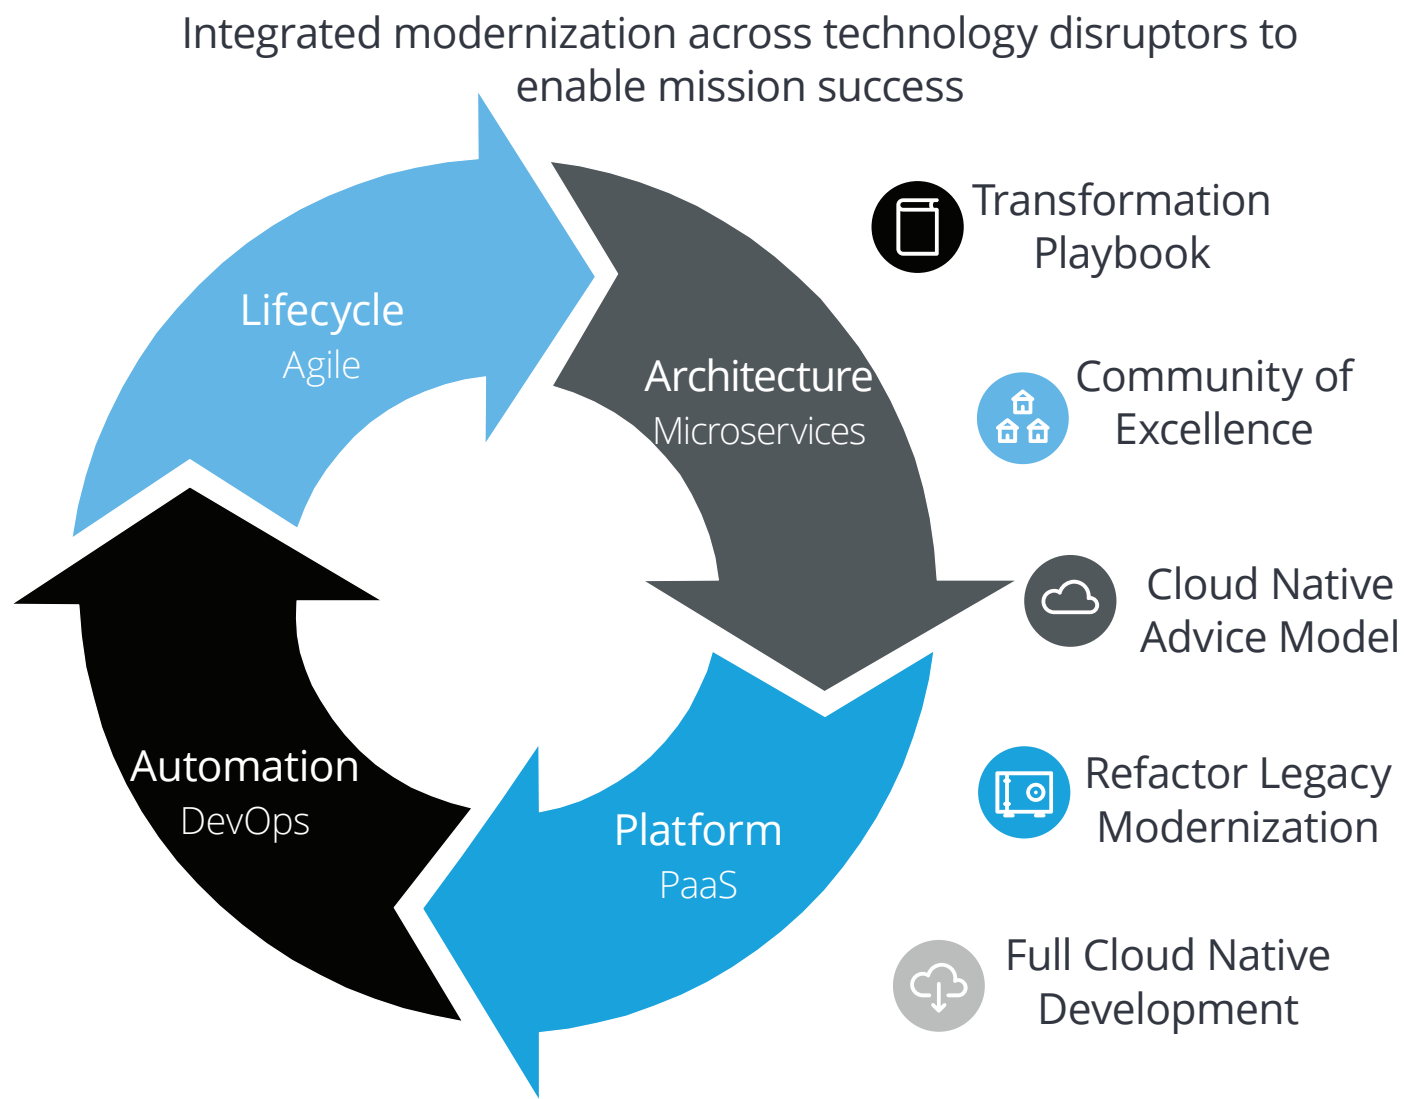 Integrated modernization across technology disruptors to
enable mission success
Lifecycle
Agile
Architecture
Microservices
Platform
PaaS
Automation
DevOps
Transformation
Playbook
Community of
Excellence
Cloud Native
Advice Model
Refactor Legacy
Modernization
Full Cloud Native
Development